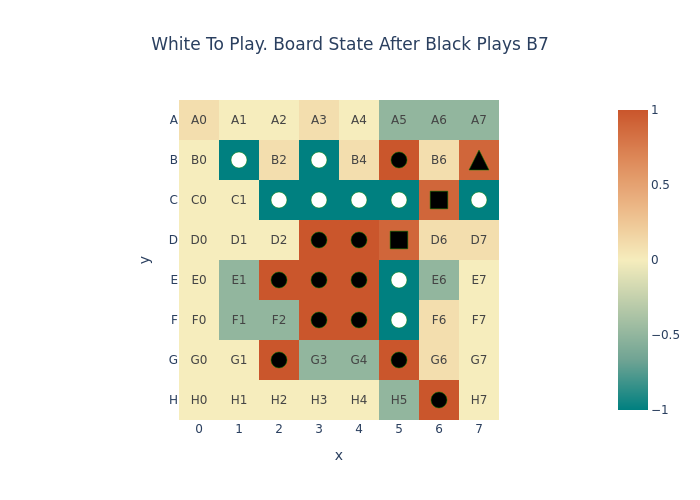 White To Play. Board State After Black Plays B7
A A0 A1 A2 A3 A4 A5 A6 A7
B B0 B2 B4 B6
C C0 C1
D D0 D1 D2 D6 D7
E E0 E1 E6 E7
F F0 F1 F2 F6 F7
G G0 G1 G3 G4 G6 G7
H H0 H1 H2 H3 H4 H5 H7
0 1 2 3 4 5 6 7
x
y
1
0.5
0
−0.5
−1